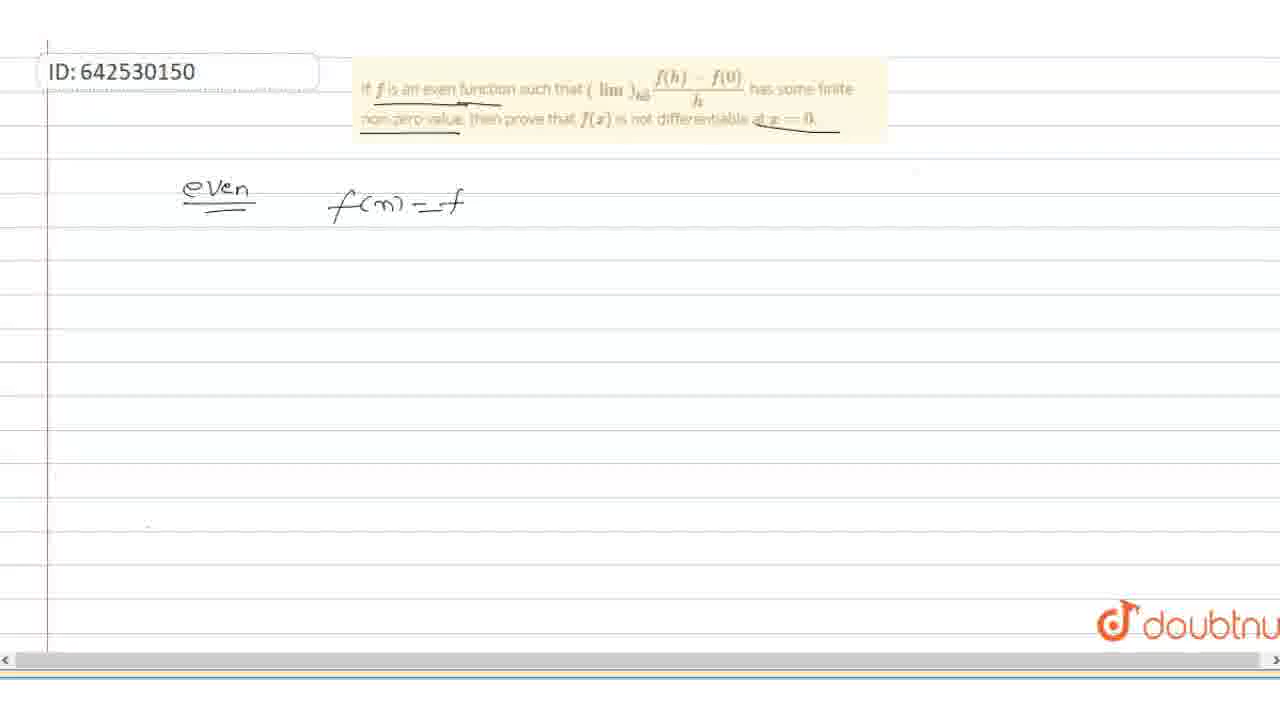 ID: 642530150
If f is an even function such that ( lim )ₕ₀ f(h) − f(0) / h has some finite
non-zero value, then prove that f(x) is not differentiable at x = 0.
even f(x) = f
doubtnu